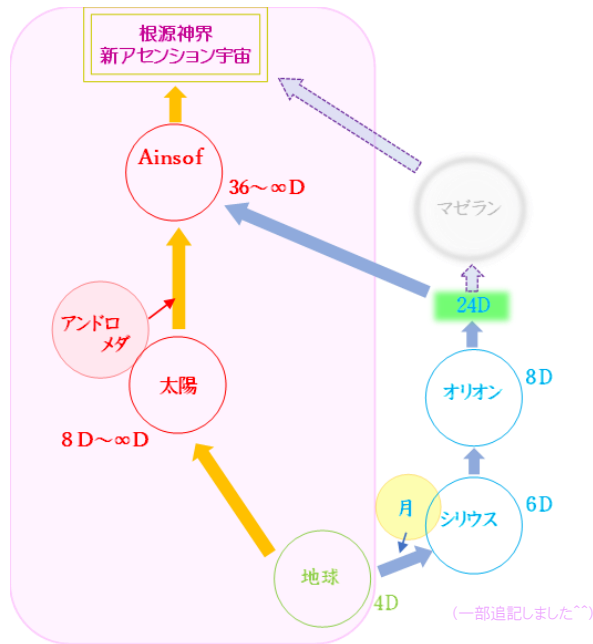 根源神界
新アセンション宇宙
Ainsof
36～∞D
マゼラン
24D
アンドロ
メダ
太陽
8D～∞D
オリオン
8D
月
シリウス
6D
地球
4D
(一部追記しました^^)